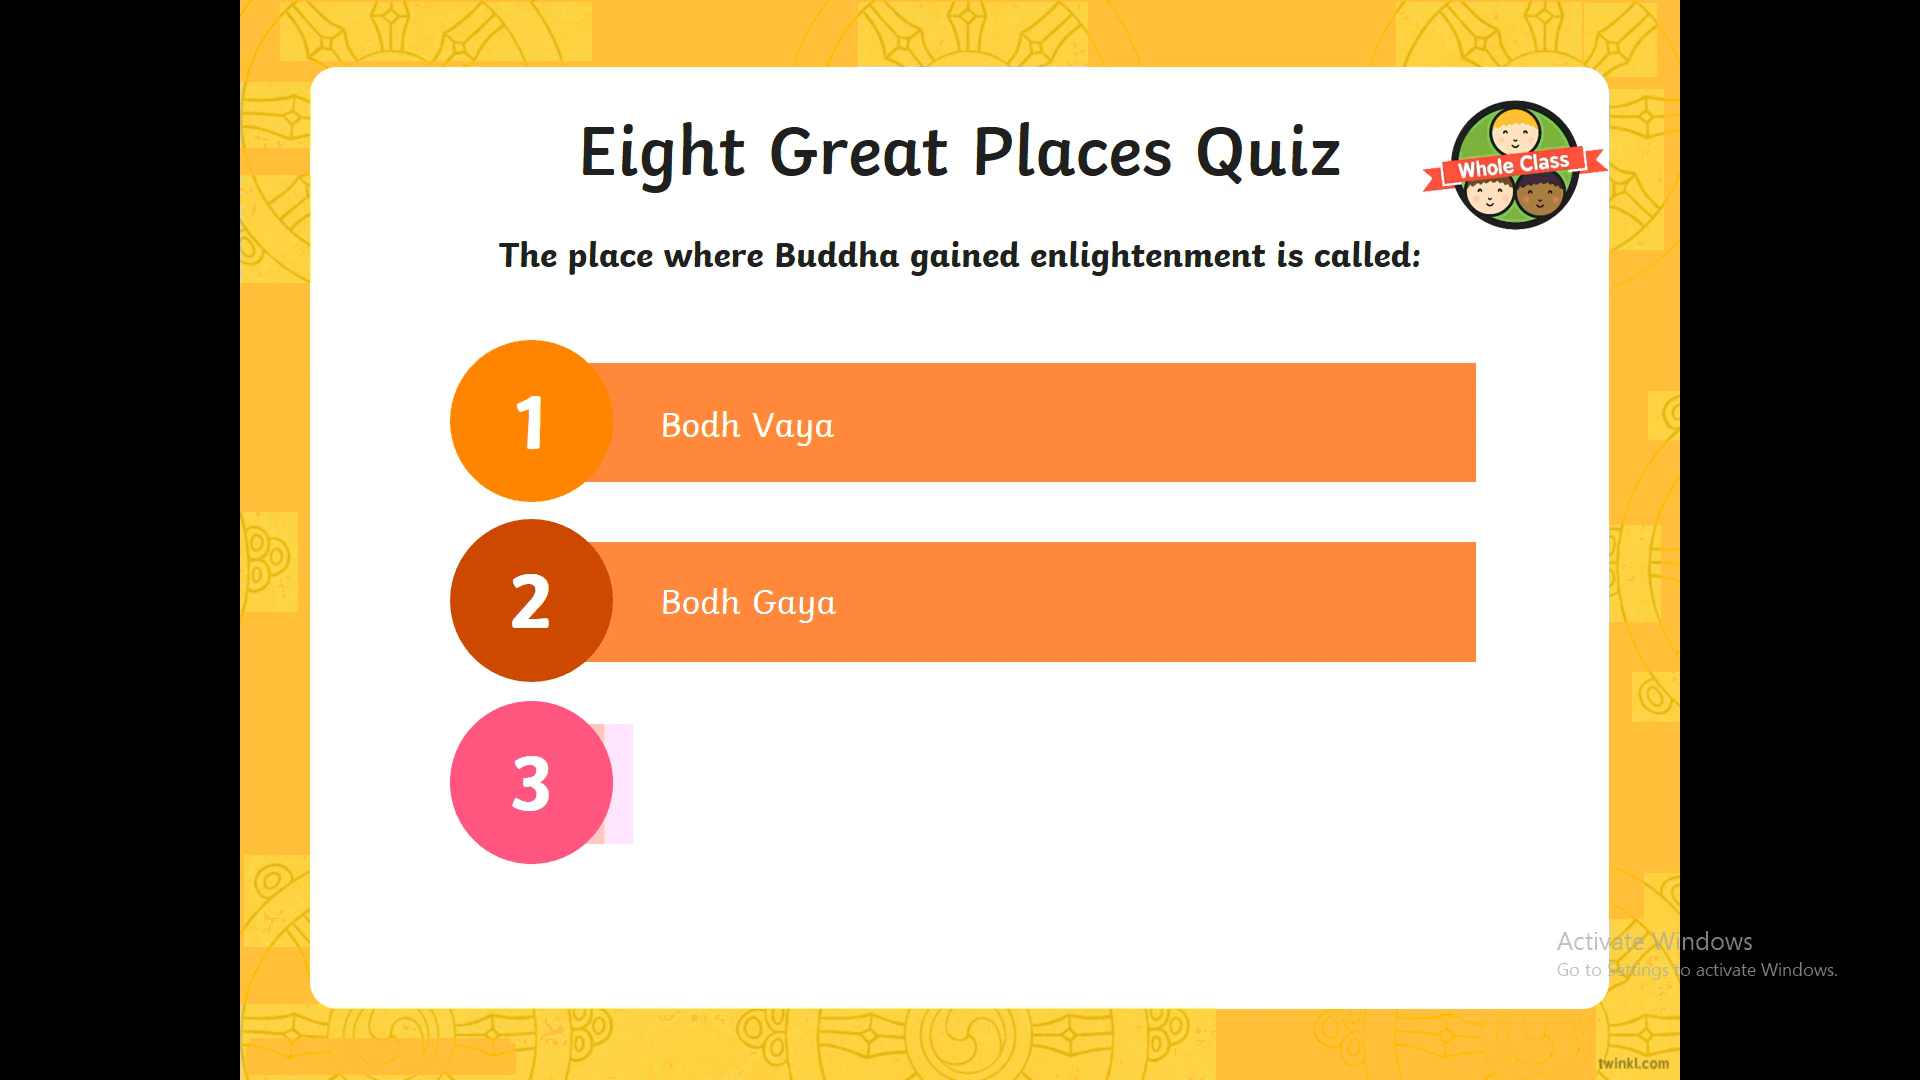 Eight Great Places Quiz
Whole Class
The place where Buddha gained enlightenment is called:
1
Bodh Vaya
2
Bodh Gaya
3
Activate Windows
Go to Settings to activate Windows.
twinkl.com